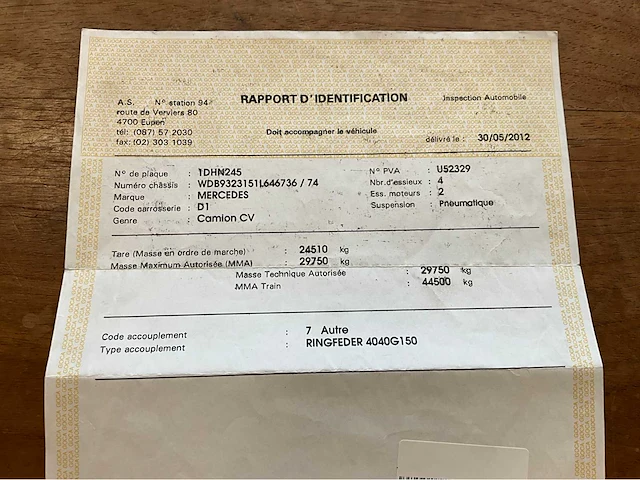 A.S. N° station 94
RAPPORT D'IDENTIFICATION
Inspection Automobile
route de Verviers 80
4700 Eupen
tél: (087) 57 2030
fax: (02) 303 1039
Doit accompagner le véhicule
délivré le : 30/05/2012
N° de plaque : 1DHN245
N° PVA : U52329
Numéro châssis : WDB9323151L646736 / 74
Nbr.d'essieux : 4
Marque : MERCEDES
Ess. moteurs : 2
Code carrosserie : D1
Suspension : Pneumatique
Genre : Camion CV
Tare (Masse en ordre de marche) : 24510 kg
Masse Maximum Autorisée (MMA) : 29750 kg
Masse Technique Autorisée : 29750 kg
MMA Train : 44500 kg
Code accouplement : 7 Autre
Type accouplement : RINGFEDER 4040G150